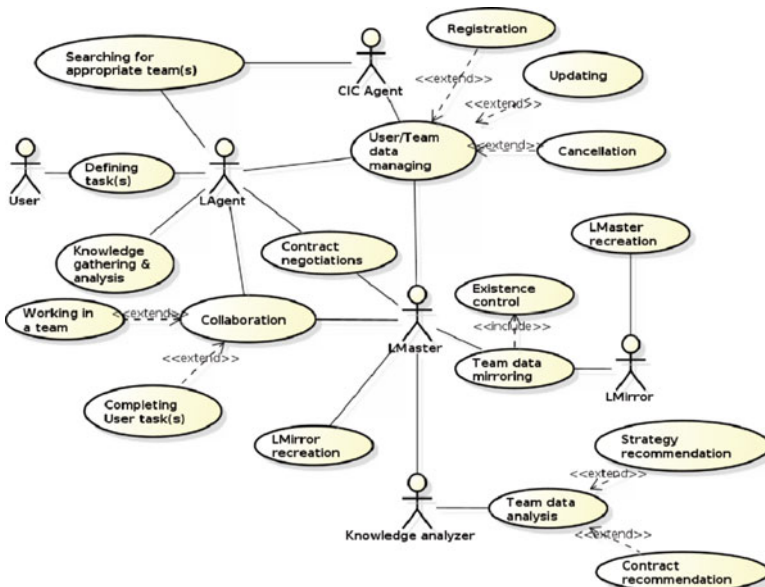 Registration
Searching for
appropriate team(s)
<<extend>>
Updating
CIC Agent
<<extend>>
User/Team
data
managing
<<extend>>
Cancellation
Defining
task(s)
User
LAgent
LMaster
recreation
Knowledge
gathering &
analysis
Contract
negotiations
Existence
control
Working in
a team
<<extend>>
Collaboration
<<include>>
LMaster
<<extend>>
Team data
mirroring
LMirror
Completing
User task(s)
LMirror
recreation
Strategy
recommendation
<<extend>>
Team data
analysis
Knowledge analyzer
<<extend>>
Contract
recommendation